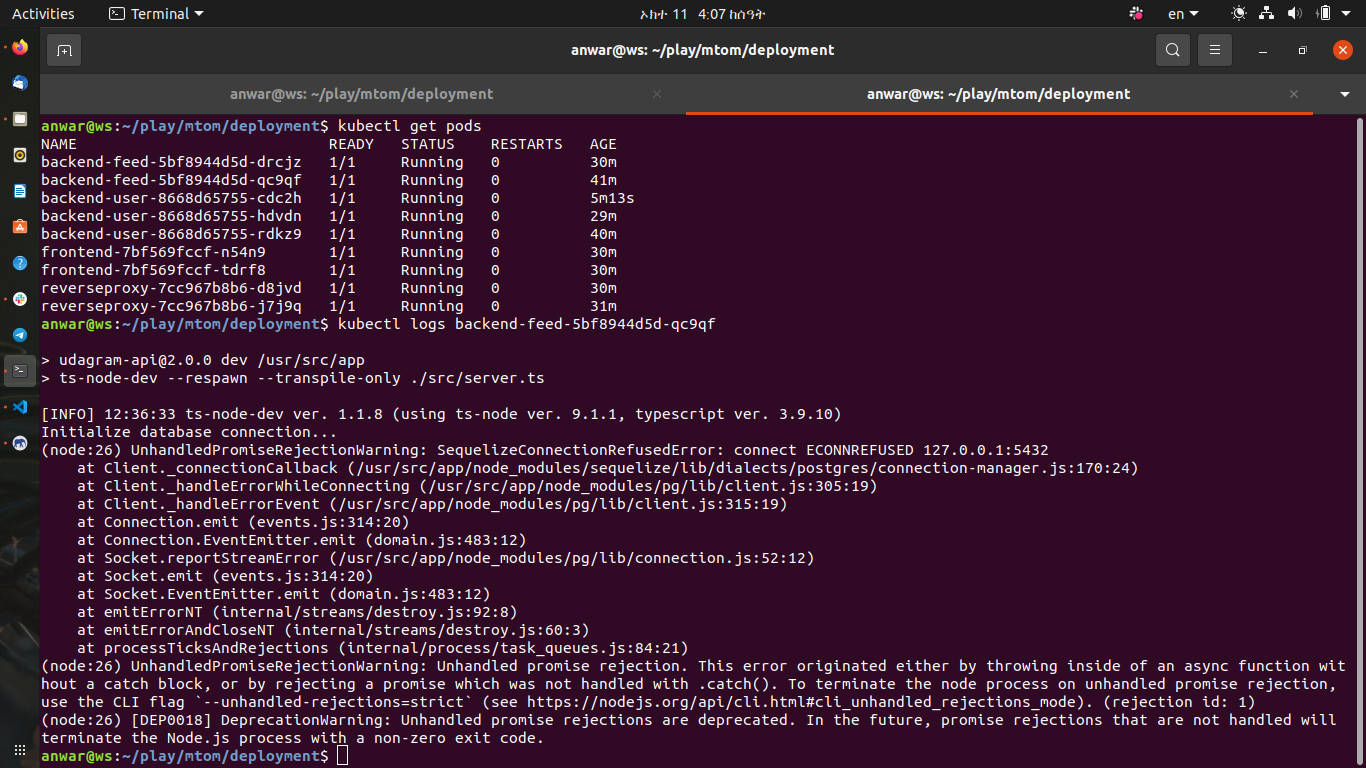 Activities Terminal ኦክተ 11 4:07 ከሰዓት en
anwar@ws: ~/play/mtom/deployment
anwar@ws: ~/play/mtom/deployment anwar@ws: ~/play/mtom/deployment
anwar@ws:~/play/mtom/deployment$ kubectl get pods
NAME READY STATUS RESTARTS AGE
backend-feed-5bf8944d5d-drcjz 1/1 Running 0 30m
backend-feed-5bf8944d5d-qc9qf 1/1 Running 0 41m
backend-user-8668d65755-cdc2h 1/1 Running 0 5m13s
backend-user-8668d65755-hdvdn 1/1 Running 0 29m
backend-user-8668d65755-rdkz9 1/1 Running 0 40m
frontend-7bf569fccf-n54n9 1/1 Running 0 30m
frontend-7bf569fccf-tdrf8 1/1 Running 0 30m
reverseproxy-7cc967b8b6-d8jvd 1/1 Running 0 30m
reverseproxy-7cc967b8b6-j7j9q 1/1 Running 0 31m
anwar@ws:~/play/mtom/deployment$ kubectl logs backend-feed-5bf8944d5d-qc9qf
> udagram-api@2.0.0 dev /usr/src/app
> ts-node-dev --respawn --transpile-only ./src/server.ts
[INFO] 12:36:33 ts-node-dev ver. 1.1.8 (using ts-node ver. 9.1.1, typescript ver. 3.9.10)
Initialize database connection...
(node:26) UnhandledPromiseRejectionWarning: SequelizeConnectionRefusedError: connect ECONNREFUSED 127.0.0.1:5432
at Client._connectionCallback (/usr/src/app/node_modules/sequelize/lib/dialects/postgres/connection-manager.js:170:24)
at Client._handleErrorWhileConnecting (/usr/src/app/node_modules/pg/lib/client.js:305:19)
at Client._handleErrorEvent (/usr/src/app/node_modules/pg/lib/client.js:315:19)
at Connection.emit (events.js:314:20)
at Connection.EventEmitter.emit (domain.js:483:12)
at Socket.reportStreamError (/usr/src/app/node_modules/pg/lib/connection.js:52:12)
at Socket.emit (events.js:314:20)
at Socket.EventEmitter.emit (domain.js:483:12)
at emitErrorNT (internal/streams/destroy.js:92:8)
at emitErrorAndCloseNT (internal/streams/destroy.js:60:3)
at processTicksAndRejections (internal/process/task_queues.js:84:21)
(node:26) UnhandledPromiseRejectionWarning: Unhandled promise rejection. This error originated either by throwing inside of an async function wit
hout a catch block, or by rejecting a promise which was not handled with .catch(). To terminate the node process on unhandled promise rejection,
use the CLI flag `--unhandled-rejections=strict` (see https://nodejs.org/api/cli.html#cli_unhandled_rejections_mode). (rejection id: 1)
(node:26) [DEP0018] DeprecationWarning: Unhandled promise rejections are deprecated. In the future, promise rejections that are not handled will
terminate the Node.js process with a non-zero exit code.
anwar@ws:~/play/mtom/deployment$